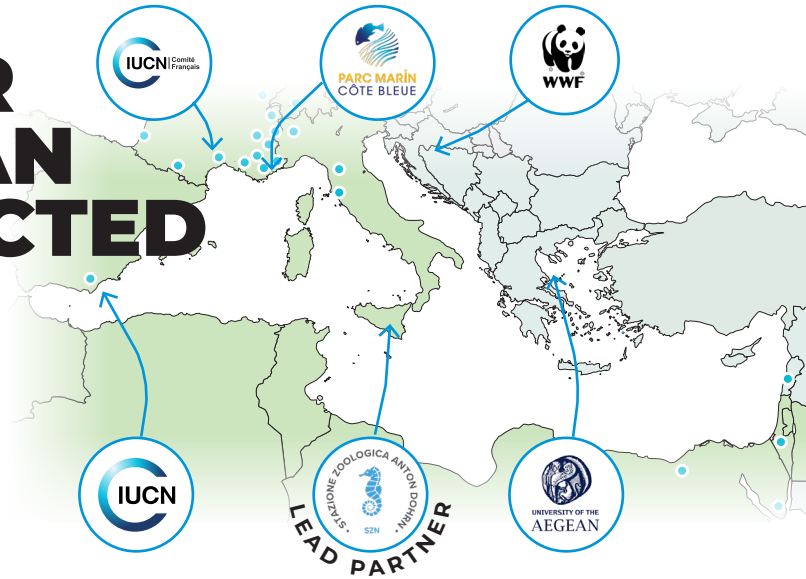 R
AN
CTED
IUCN
Comité
Français
PARC MARIN
CÔTE BLEUE
WWF
IUCN
STAZIONE ZOOLOGICA ANTON DOHRN
SZN
LEAD PARTNER
UNIVERSITY OF THE
AEGEAN